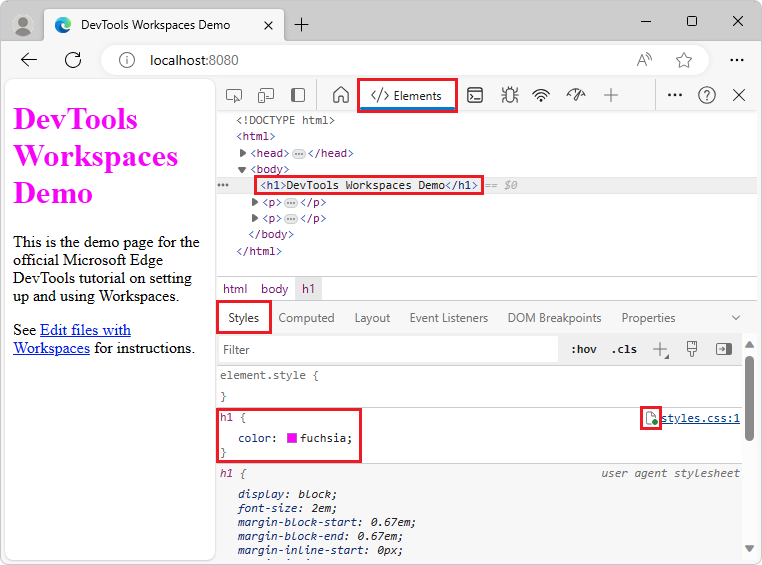 DevTools Workspaces Demo
localhost:8080
DevTools
Workspaces
Demo
This is the demo page for the
official Microsoft Edge
DevTools tutorial on setting
up and using Workspaces.
See Edit files with
Workspaces for instructions.
</> Elements
<!DOCTYPE html>
<html>
<head> ⋯ </head>
<body>
<h1>DevTools Workspaces Demo</h1> == $0
<p> ⋯ </p>
<p> ⋯ </p>
</body>
</html>
html body h1
Styles Computed Layout Event Listeners DOM Breakpoints Properties
Filter :hov .cls
element.style {
}
h1 { styles.css:1
color: fuchsia;
}
h1 { user agent stylesheet
display: block;
font-size: 2em;
margin-block-start: 0.67em;
margin-block-end: 0.67em;
margin-inline-start: 0px;